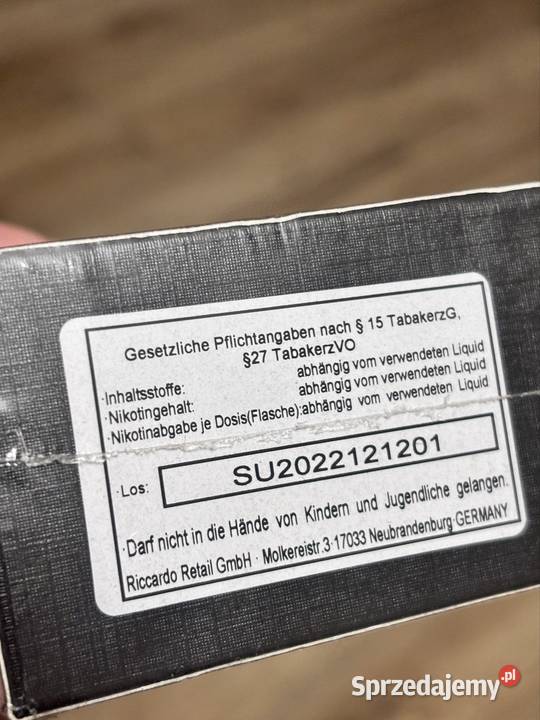 Gesetzliche Pflichtangaben nach § 15 TabakerzG,
§27 TabakerzVO
·Inhaltsstoffe: abhängig vom verwendeten Liquid
·Nikotingehalt: abhängig vom verwendeten Liquid
·Nikotinabgabe je Dosis(Flasche):abhängig vom verwendeten Liquid
·Los: SU2022121201
·Darf nicht in die Hände von Kindern und Jugendliche gelangen.
Riccardo Retail GmbH · Molkereistr.3·17033 Neubrandenburg·GERMANY
Sprzedajemy.pl